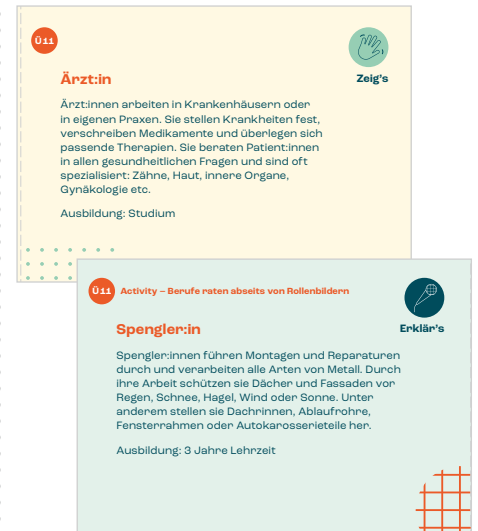 Ü11
Zeig's
Ärzt:in
Ärzt:innen arbeiten in Krankenhäusern oder
in eigenen Praxen. Sie stellen Krankheiten fest,
verschreiben Medikamente und überlegen sich
passende Therapien. Sie beraten Patient:innen
in allen gesundheitlichen Fragen und sind oft
spezialisiert: Zähne, Haut, innere Organe,
Gynäkologie etc.
Ausbildung: Studium
Ü11 Activity – Berufe raten abseits von Rollenbildern
Erklär's
Spengler:in
Spengler:innen führen Montagen und Reparaturen
durch und verarbeiten alle Arten von Metall. Durch
ihre Arbeit schützen sie Dächer und Fassaden vor
Regen, Schnee, Hagel, Wind oder Sonne. Unter
anderem stellen sie Dachrinnen, Ablaufrohre,
Fensterrahmen oder Autokarosserieteile her.
Ausbildung: 3 Jahre Lehrzeit